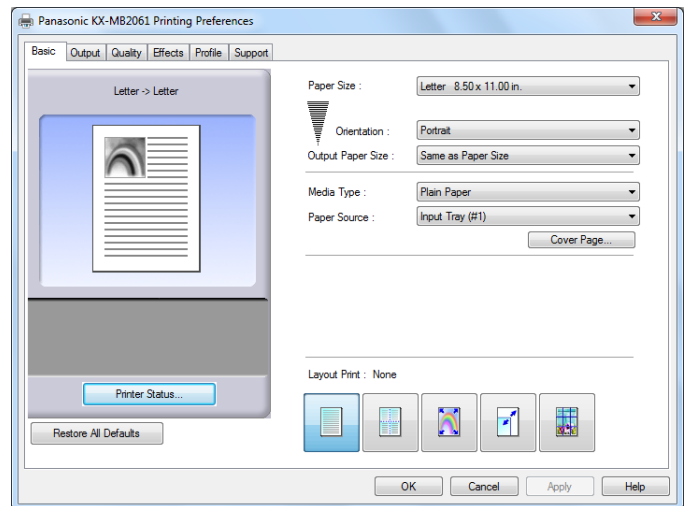 Panasonic KX-MB2061 Printing Preferences
x
Basic Output Quality Effects Profile Support
Letter -> Letter
Paper Size : Letter 8.50 x 11.00 in.
Orientation : Portrait
Output Paper Size : Same as Paper Size
Media Type : Plain Paper
Paper Source : Input Tray (#1)
Cover Page...
Layout Print : None
Printer Status...
Restore All Defaults
OK Cancel Apply Help